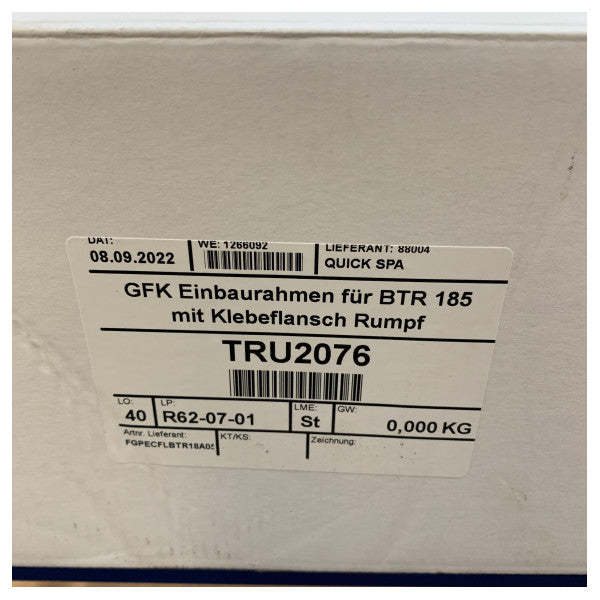 DAT: WE: 1266092 LIEFERANT: 88004
08.09.2022 QUICK SPA
GFK Einbaurahmen für BTR 185
mit Klebeflansch Rumpf
TRU2076
LO: LP: LME: GW:
40 R62-07-01 St 0,000 KG
Artnr. Lieferant: KT/KS: Zeichnung:
FGPECFLBTR18A05